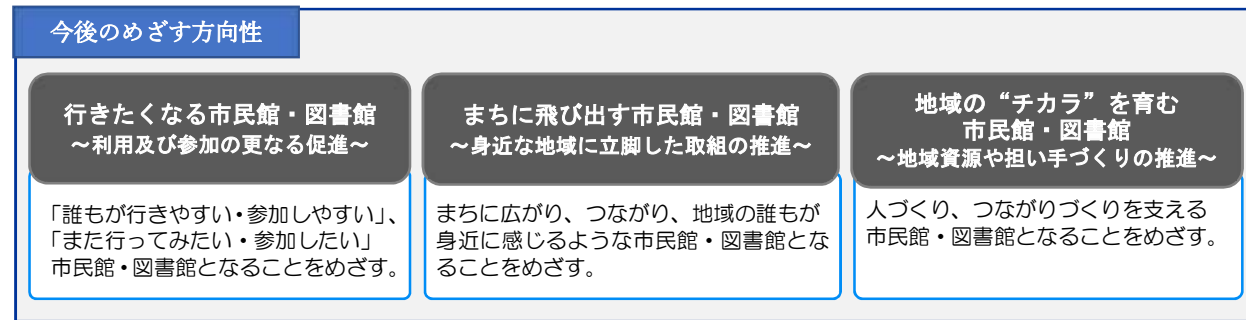 今後のめざす方向性
行きたくなる市民館・図書館
～利用及び参加の更なる促進～
「誰もが行きやすい・参加しやすい」、
「また行ってみたい・参加したい」
市民館・図書館となることをめざす。
まちに飛び出す市民館・図書館
～身近な地域に立脚した取組の推進～
まちに広がり、つながり、地域の誰もが
身近に感じるような市民館・図書館とな
ることをめざす。
地域の“チカラ”を育む
市民館・図書館
～地域資源や担い手づくりの推進～
人づくり、つながりづくりを支える
市民館・図書館となることをめざす。